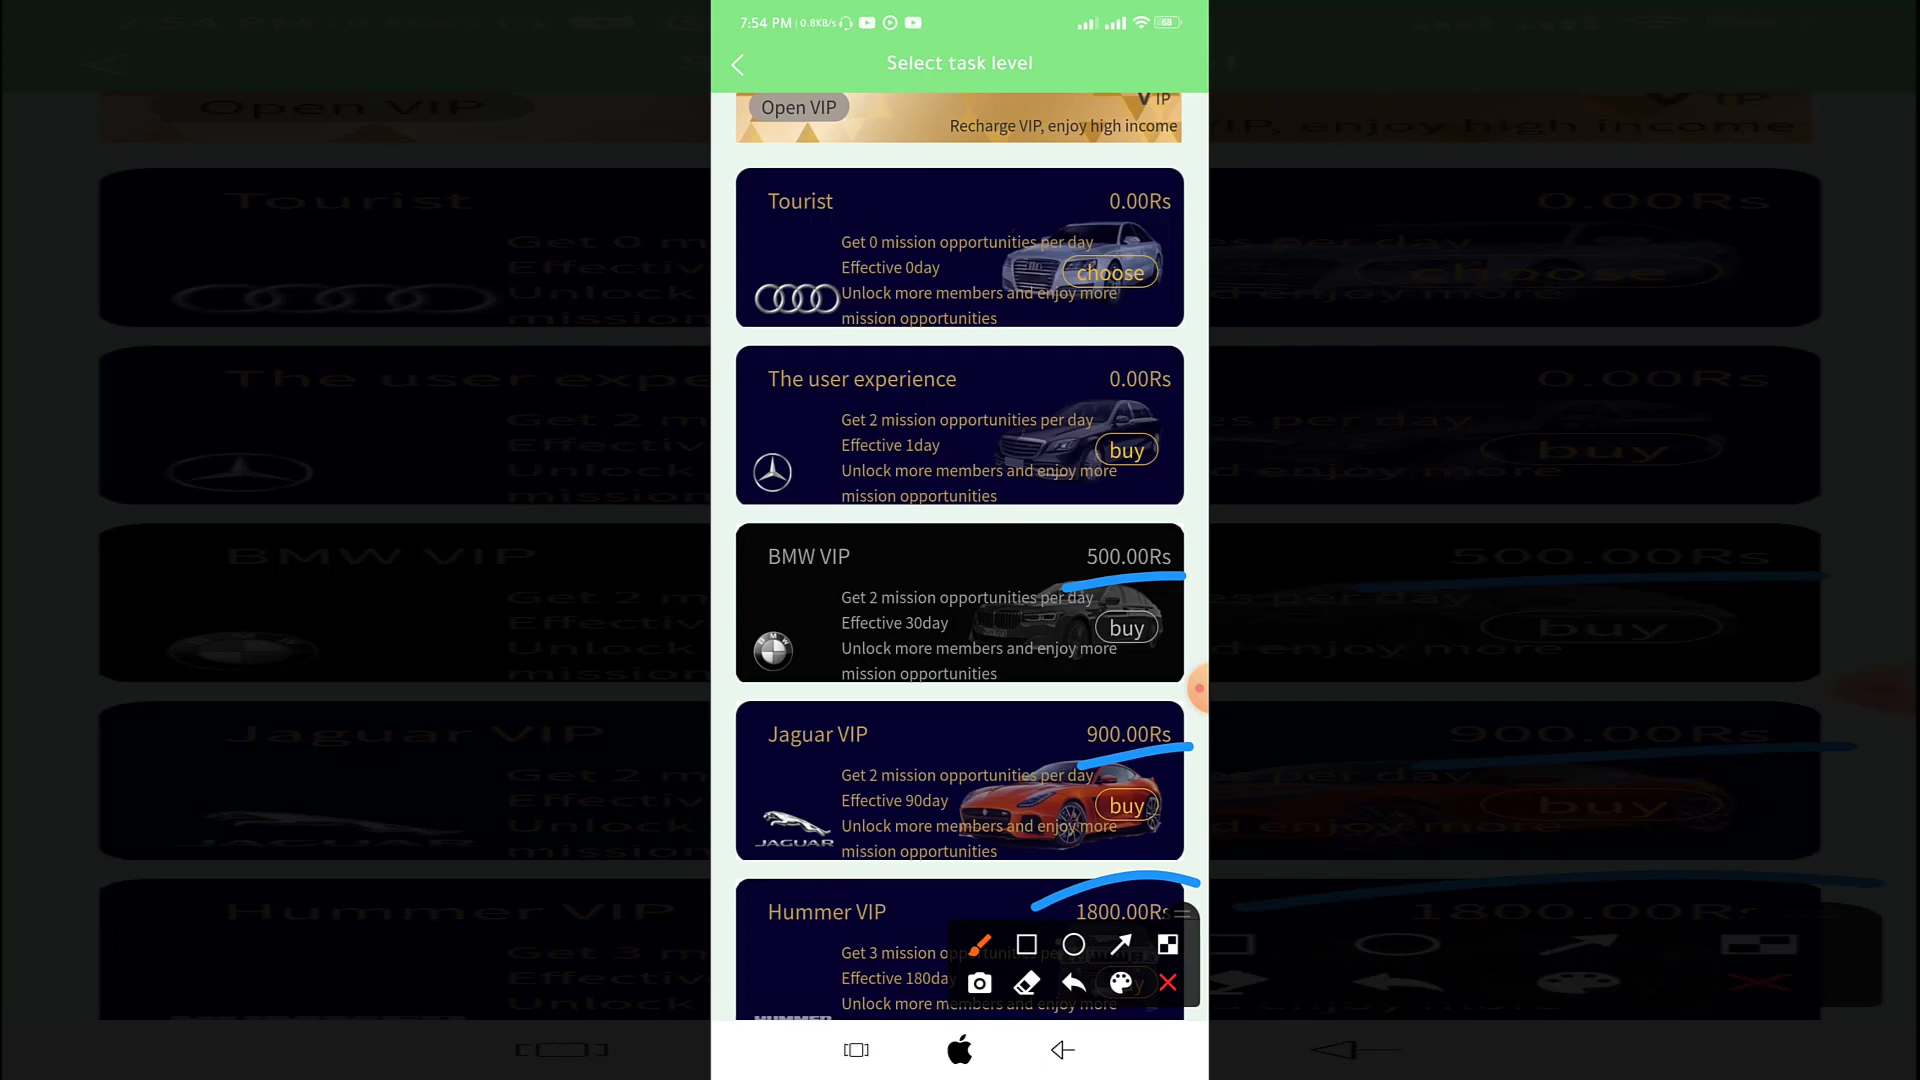 7:54 PM 0.8KB/s 68
Select task level
Open VIP
VIP
Recharge VIP, enjoy high income
Tourist 0.00Rs
Get 0 mission opportunities per day
Effective 0day
choose
Unlock more members and enjoy more
mission opportunities
The user experience 0.00Rs
Get 2 mission opportunities per day
Effective 1day
buy
Unlock more members and enjoy more
mission opportunities
BMW VIP 500.00Rs
Get 2 mission opportunities per day
Effective 30day
buy
BMW
Unlock more members and enjoy more
mission opportunities
Jaguar VIP 900.00Rs
Get 2 mission opportunities per day
Effective 90day
buy
Unlock more members and enjoy more
JAGUAR
mission opportunities
Hummer VIP 1800.00Rs
Get 3 mission opportunities
Effective 180day
Unlock more members and enjoy more
HUMMER